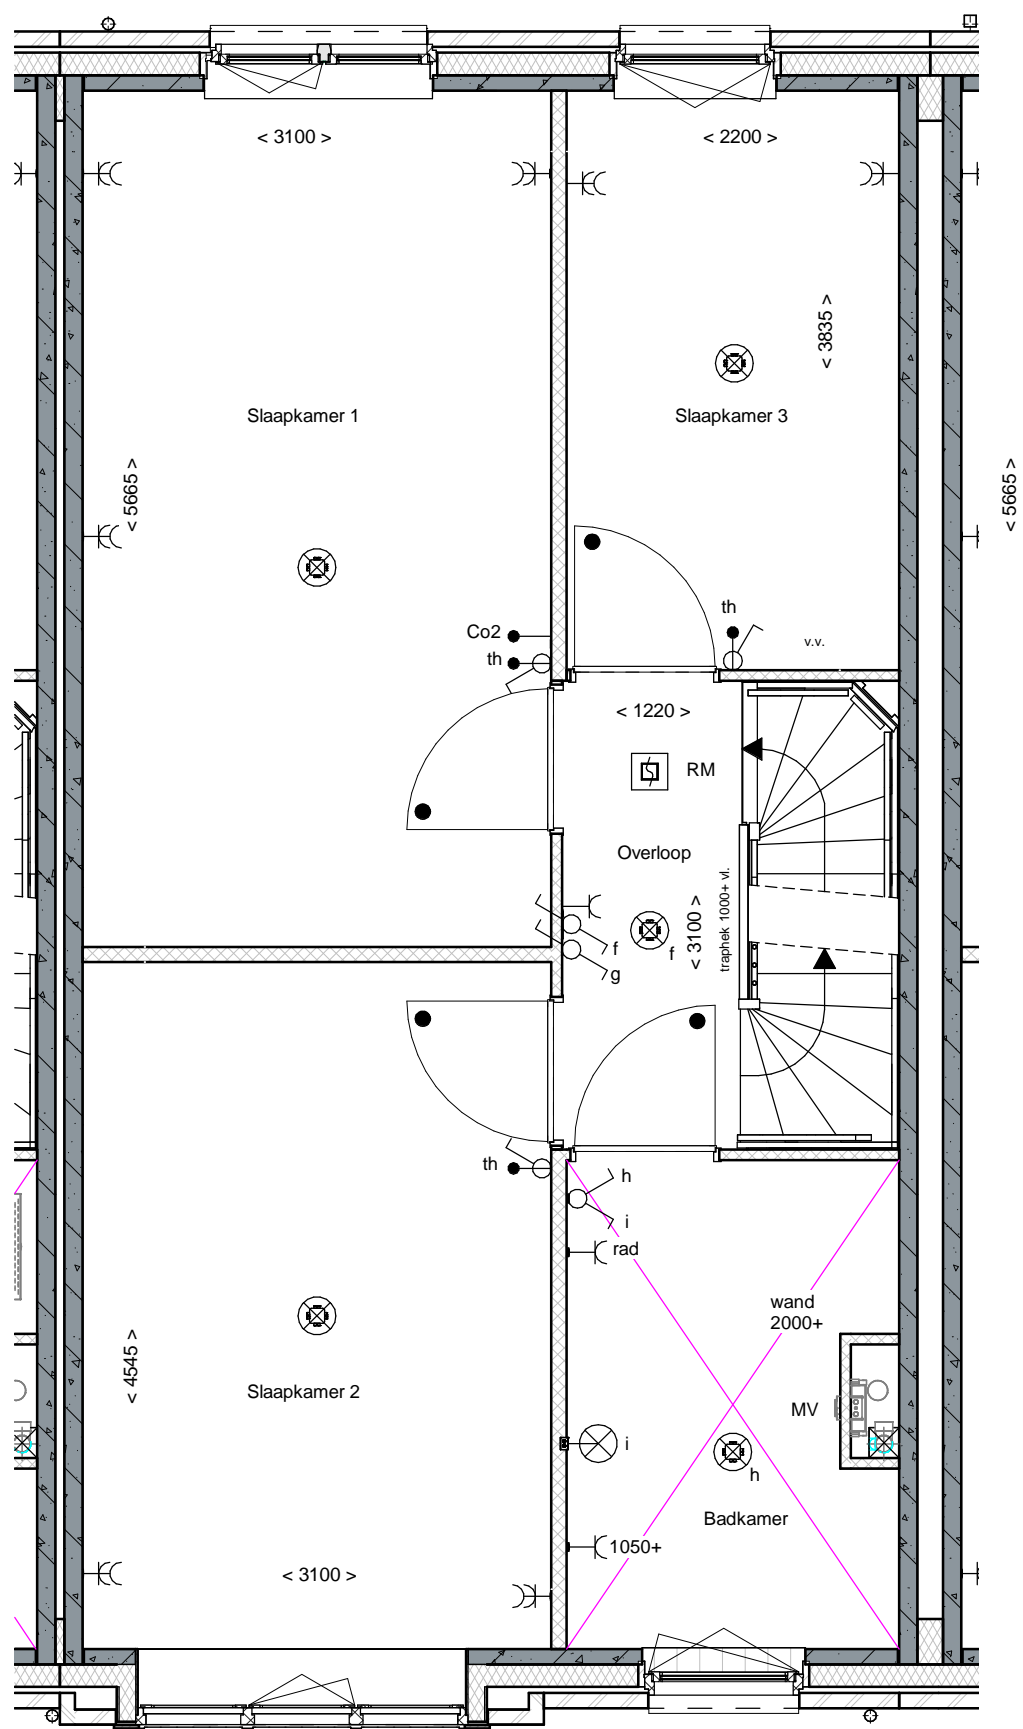 < 3100 >
< 2200 >
< 3835 >
Slaapkamer 1
Slaapkamer 3
< 5665 >
< 5665 >
Co2
th
th
v.v.
< 1220 >
RM
Overloop
< 3100 >
traphek 1000+ vl.
f
f
g
th
h
i
rad
wand
2000+
< 4545 >
Slaapkamer 2
MV
i
h
Badkamer
1050+
< 3100 >